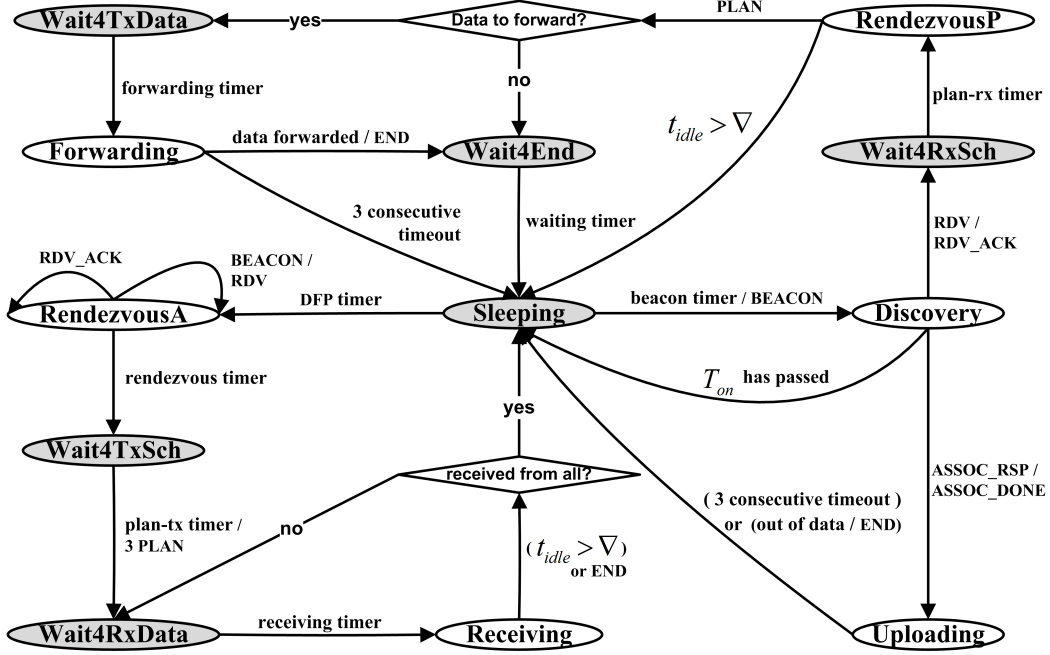 Wait4TxData
yes
Data to forward?
PLAN
RendezvousP
no
forwarding timer
t_idle > ∇
plan-rx timer
Forwarding
data forwarded / END
Wait4End
Wait4RxSch
3 consecutive
timeout
waiting timer
RDV /
RDV_ACK
RDV_ACK
BEACON /
RDV
RendezvousA
DFP timer
Sleeping
beacon timer / BEACON
Discovery
rendezvous timer
T_on has passed
yes
Wait4TxSch
received from all?
ASSOC_RSP /
ASSOC_DONE
plan-tx timer /
3 PLAN
no
( t_idle > ∇)
or END
( 3 consecutive timeout )
or (out of data / END)
Wait4RxData
receiving timer
Receiving
Uploading